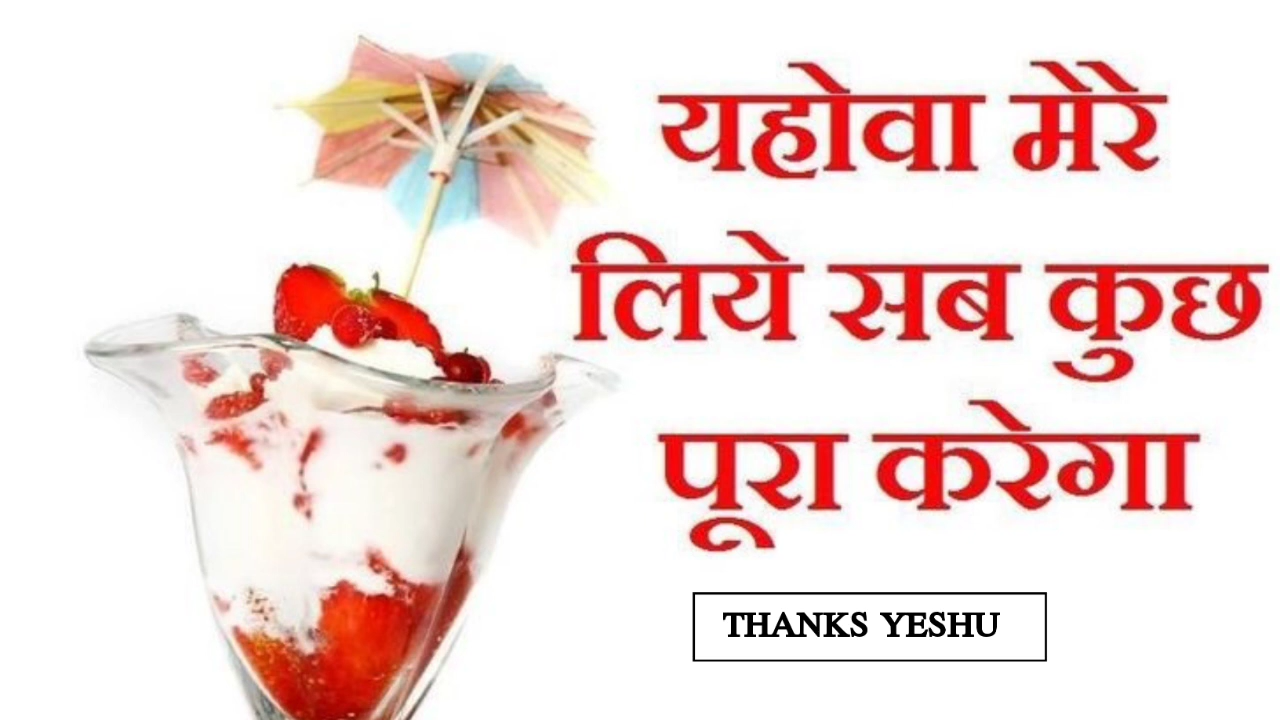 यहोवा मेरे
लिये सब कुछ
पूरा करेगा
THANKS YESHU